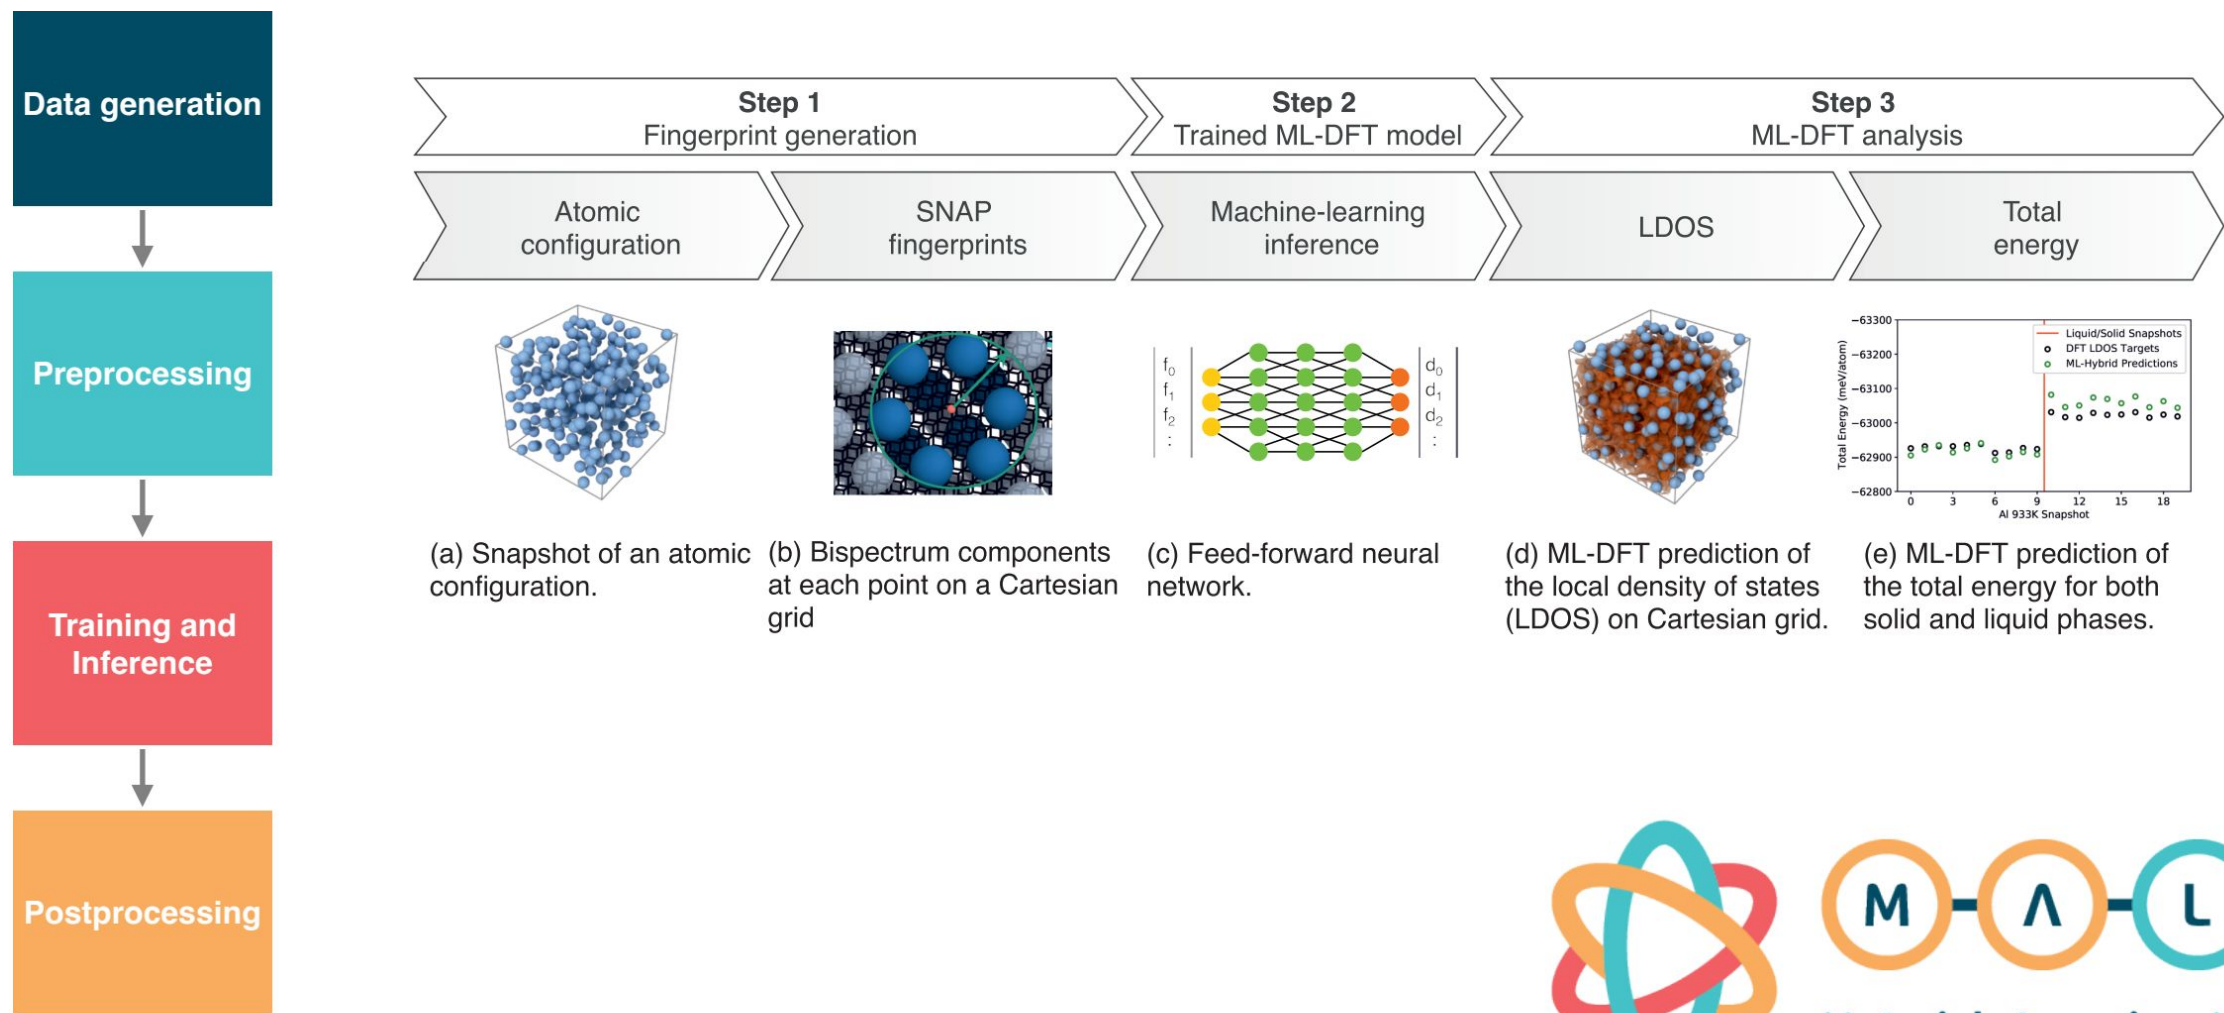 Data generation
Preprocessing
Training and
Inference
Postprocessing
Step 1
Fingerprint generation
Step 2
Trained ML-DFT model
Step 3
ML-DFT analysis
Atomic
configuration
SNAP
fingerprints
Machine-learning
inference
LDOS
Total
energy
f0
f1
f2
:
d0
d1
d2
:
−63300
−63200
−63100
−63000
−62900
−62800
Total Energy (meV/atom)
Liquid/Solid Snapshots
DFT LDOS Targets
ML-Hybrid Predictions
0 3 6 9 12 15 18
Al 933K Snapshot
(a) Snapshot of an atomic
configuration.
(b) Bispectrum components
at each point on a Cartesian
grid
(c) Feed-forward neural
network.
(d) ML-DFT prediction of
the local density of states
(LDOS) on Cartesian grid.
(e) ML-DFT prediction of
the total energy for both
solid and liquid phases.
M Λ L